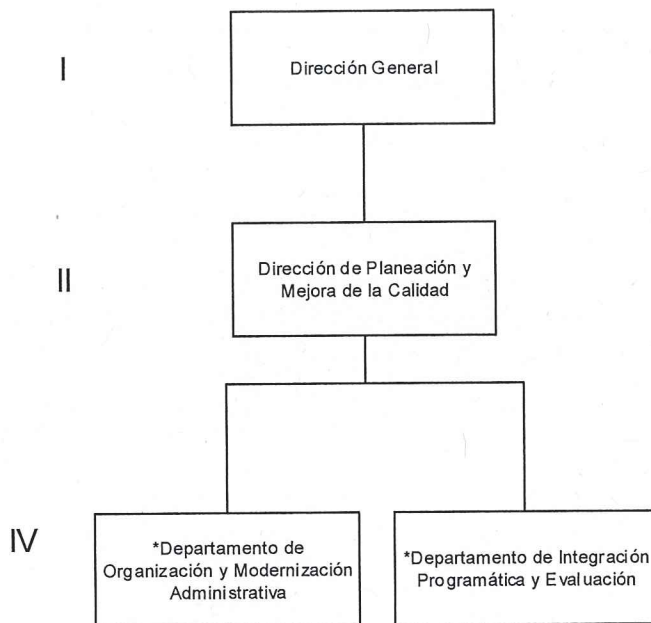 I
Dirección General
II
Dirección de Planeación y
Mejora de la Calidad
IV
*Departamento de
Organización y Modernización
Administrativa
*Departamento de Integración
Programática y Evaluación